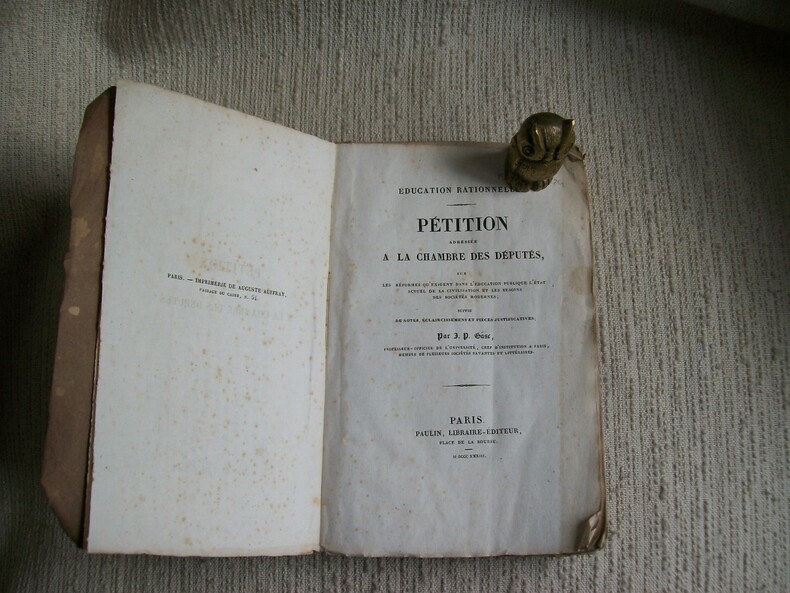 PARIS. — IMPRIMERIE DE AUGUSTE AUFFRAY,
PASSAGE DU CAIRE, N. 54.
EDUCATION RATIONNELLE
PÉTITION
ADRESSÉE
A LA CHAMBRE DES DÉPUTÉS,
SUR
LES RÉFORMES QU'EXIGENT DANS L'ÉDUCATION PUBLIQUE L'ÉTAT
ACTUEL DE LA CIVILISATION ET LES BESOINS
DES SOCIÉTÉS MODERNES;
SUIVIE
DE NOTES, ÉCLAIRCISSEMENS ET PIÈCES JUSTIFICATIVES;
Par J. P. Gasc,
OFFICIER DE L'UNIVERSITÉ, CHEF D'INSTITUTION A PARIS,
MEMBRE DE PLUSIEURS SOCIÉTÉS SAVANTES ET LITTÉRAIRES.
PARIS.
PAULIN, LIBRAIRE-ÉDITEUR,
PLACE DE LA BOURSE.